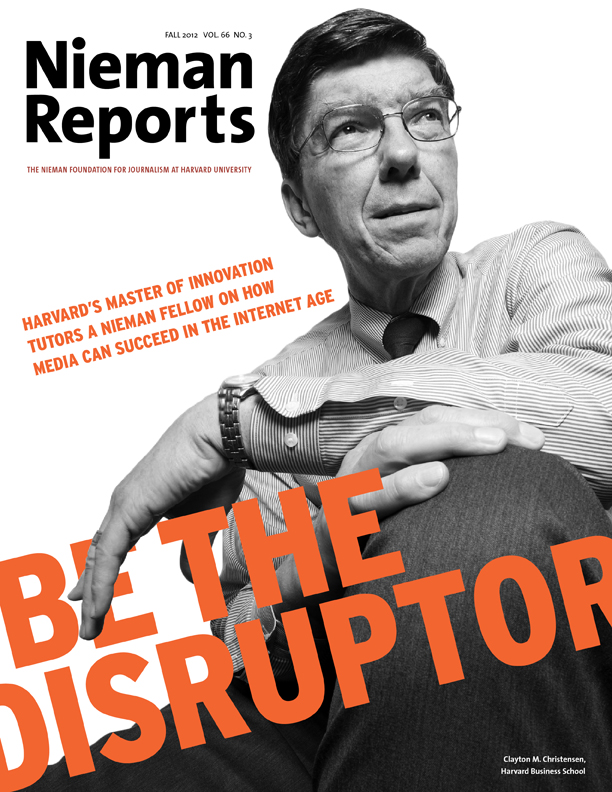 FALL 2012 VOL. 66 NO. 3
Nieman
Reports
THE NIEMAN FOUNDATION FOR JOURNALISM AT HARVARD UNIVERSITY
HARVARD'S MASTER OF INNOVATION
TUTORS A NIEMAN FELLOW ON HOW
MEDIA CAN SUCCEED IN THE INTERNET AGE
BE THE
DISRUPTOR
Clayton M. Christensen,
Harvard Business School